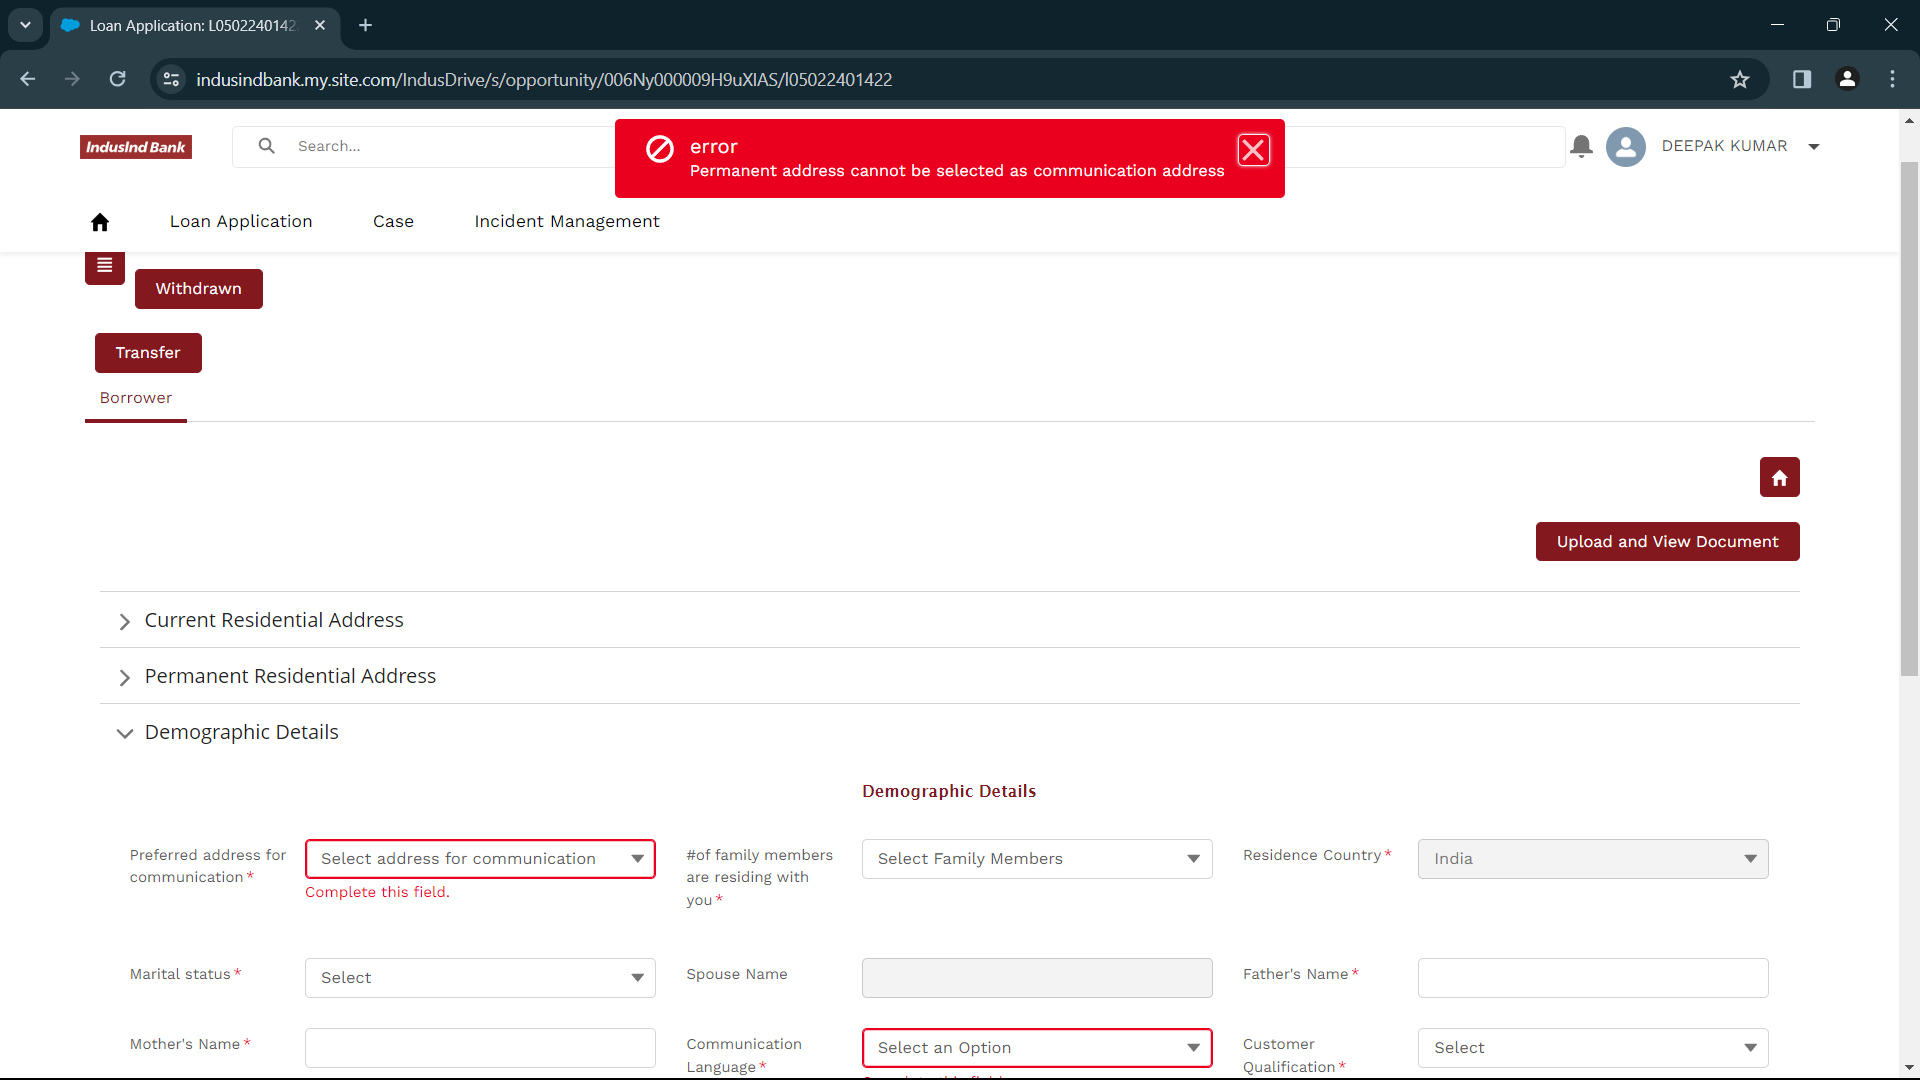 Loan Application: L0502240142
indusindbank.my.site.com/IndusDrive/s/opportunity/006Ny000009H9uXIAS/l05022401422
IndusInd Bank
Search...
error
Permanent address cannot be selected as communication address
DEEPAK KUMAR
Loan Application
Case
Incident Management
Withdrawn
Transfer
Borrower
Upload and View Document
Current Residential Address
Permanent Residential Address
Demographic Details
Demographic Details
Preferred address for
communication*
Select address for communication
Complete this field.
#of family members
are residing with
you*
Select Family Members
Residence Country*
India
Marital status*
Select
Spouse Name
Father's Name*
Mother's Name*
Communication
Language*
Select an Option
Customer
Qualification*
Select